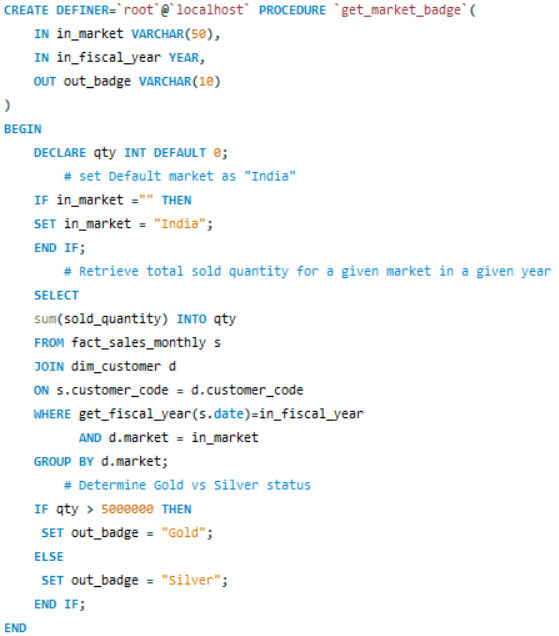 CREATE DEFINER=`root`@`localhost` PROCEDURE `get_market_badge`(
    IN in_market VARCHAR(50),
    IN in_fiscal_year YEAR,
    OUT out_badge VARCHAR(10)
)
BEGIN
    DECLARE qty INT DEFAULT 0;
        # set Default market as "India"
    IF in_market ="" THEN
    SET in_market = "India";
    END IF;
        # Retrieve total sold quantity for a given market in a given year
    SELECT
    sum(sold_quantity) INTO qty
    FROM fact_sales_monthly s
    JOIN dim_customer d
    ON s.customer_code = d.customer_code
    WHERE get_fiscal_year(s.date)=in_fiscal_year
          AND d.market = in_market
    GROUP BY d.market;
        # Determine Gold vs Silver status
    IF qty > 5000000 THEN
     SET out_badge = "Gold";
    ELSE
     SET out_badge = "Silver";
    END IF;
END